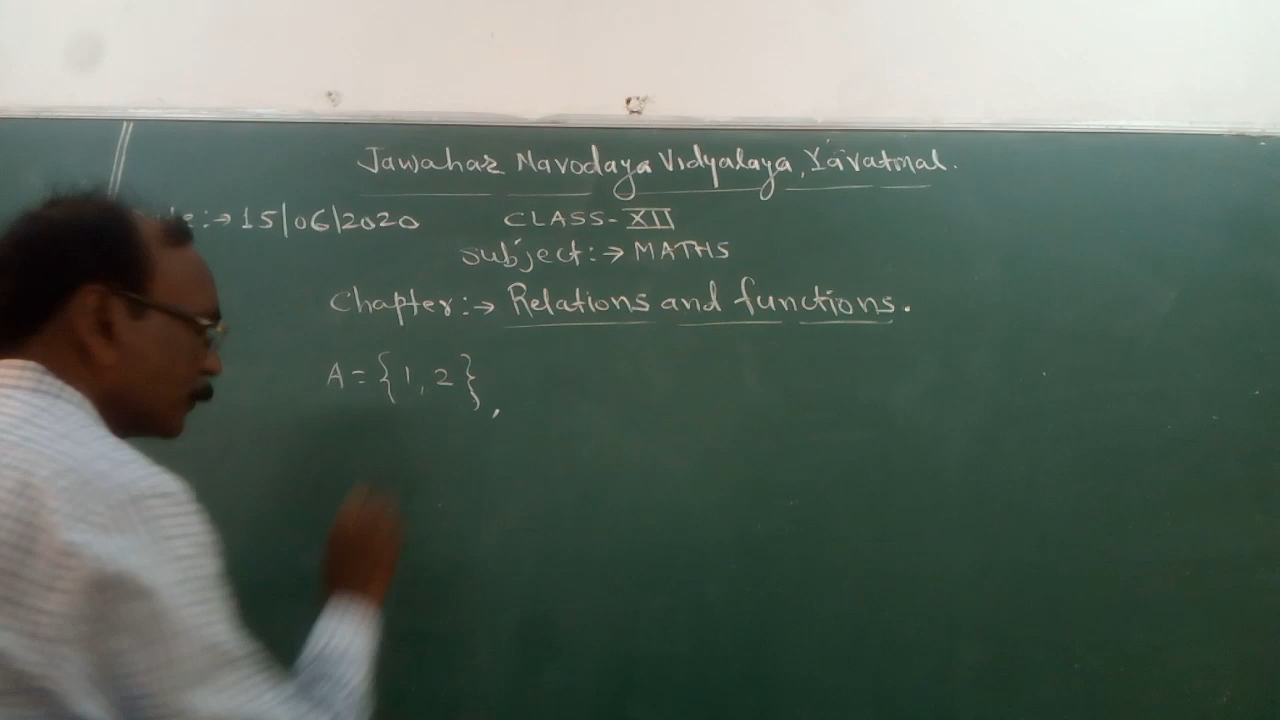 Jawahar Navodaya Vidyalaya, Yavatmal.
:→ 15/06/2020 CLASS - XII
subject :→ MATHS
Chapter :→ Relations and functions.
A = {1, 2},